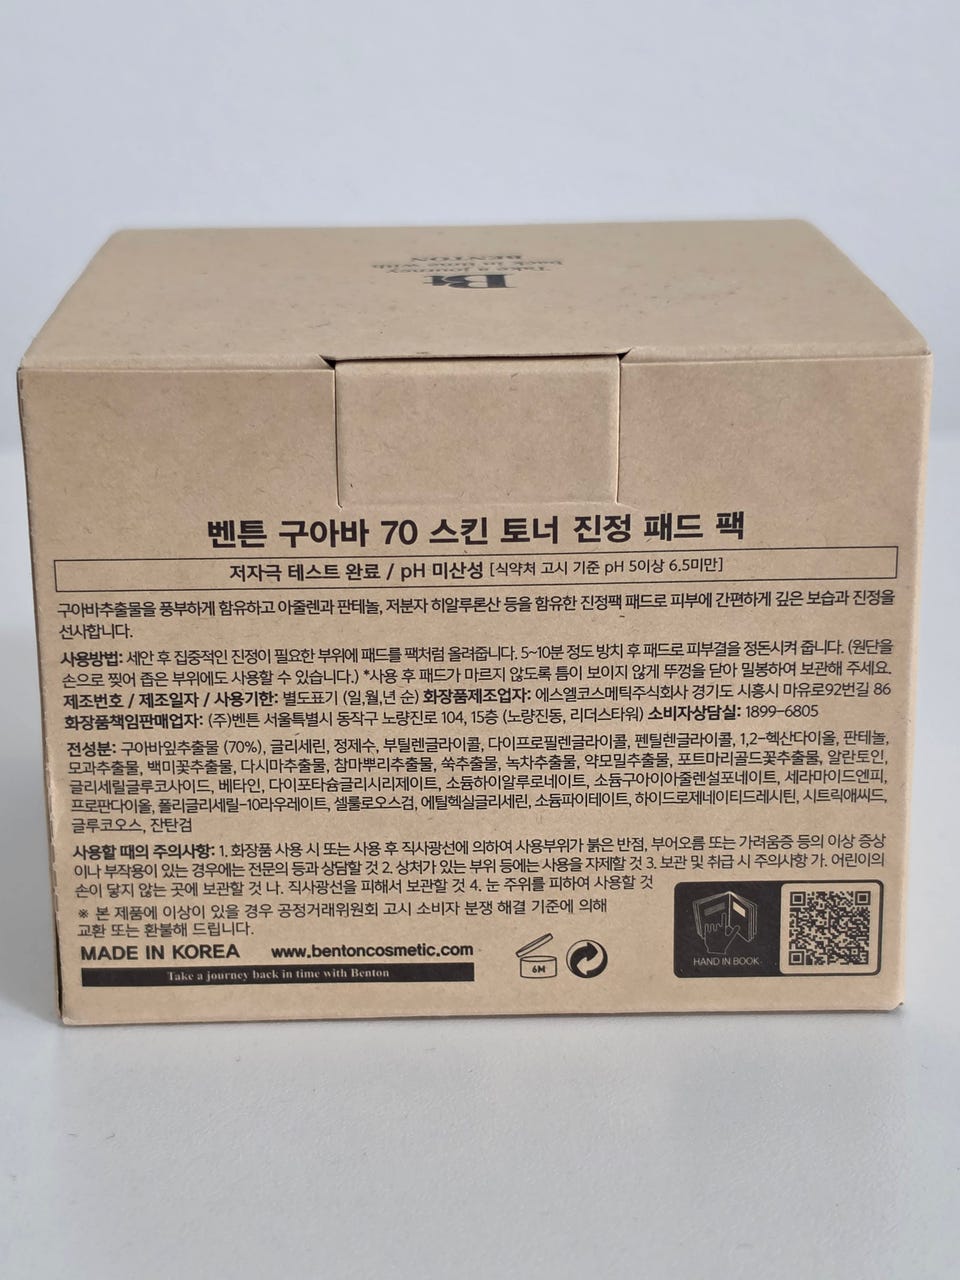 Bt
Take a journey
back in time with
BENTON
벤튼 구아바 70 스킨 토너 진정 패드 팩
저자극 테스트 완료 / pH 미산성 [식약처 고시 기준 pH 5이상 6.5미만]
구아바추출물을 풍부하게 함유하고 아줄렌과 판테놀, 저분자 히알루론산 등을 함유한 진정팩 패드로 피부에 간편하게 깊은 보습과 진정을
선사합니다.
사용방법: 세안 후 집중적인 진정이 필요한 부위에 패드를 팩처럼 올려줍니다. 5~10분 정도 방치 후 패드로 피부결을 정돈시켜 줍니다. (원단을
손으로 찢어 좁은 부위에도 사용할 수 있습니다.) *사용 후 패드가 마르지 않도록 틈이 보이지 않게 뚜껑을 닫아 밀봉하여 보관해 주세요.
제조번호 / 제조일자 / 사용기한: 별도표기 (일,월,년 순) 화장품제조업자: 에스엘코스메틱주식회사 경기도 시흥시 마유로92번길 86
화장품책임판매업자: (주)벤튼 서울특별시 동작구 노량진로 104, 15층 (노량진동, 리더스타워) 소비자상담실: 1899-6805
전성분: 구아바잎추출물 (70%), 글리세린, 정제수, 부틸렌글라이콜, 다이프로필렌글라이콜, 펜틸렌글라이콜, 1,2-헥산다이올, 판테놀,
모과추출물, 백미꽃추출물, 다시마추출물, 참마뿌리추출물, 쑥추출물, 녹차추출물, 약모밀추출물, 포트마리골드꽃추출물, 알란토인,
글리세릴글루코사이드, 베타인, 다이포타슘글리시리제이트, 소듐하이알루로네이트, 소듐구아이아줄렌설포네이트, 세라마이드엔피,
프로판다이올, 폴리글리세릴-10라우레이트, 셀룰로오스검, 에틸헥실글리세린, 소듐파이테이트, 하이드로제네이티드레시틴, 시트릭애씨드,
글루코오스, 잔탄검
사용할 때의 주의사항: 1. 화장품 사용 시 또는 사용 후 직사광선에 의하여 사용부위가 붉은 반점, 부어오름 또는 가려움증 등의 이상 증상
이나 부작용이 있는 경우에는 전문의 등과 상담할 것 2. 상처가 있는 부위 등에는 사용을 자제할 것 3. 보관 및 취급 시 주의사항 가. 어린이의
손이 닿지 않는 곳에 보관할 것 나. 직사광선을 피해서 보관할 것 4. 눈 주위를 피하여 사용할 것
※ 본 제품에 이상이 있을 경우 공정거래위원회 고시 소비자 분쟁 해결 기준에 의해
교환 또는 환불해 드립니다.
MADE IN KOREA www.bentoncosmetic.com
Take a journey back in time with Benton
6M
HAND IN BOOK